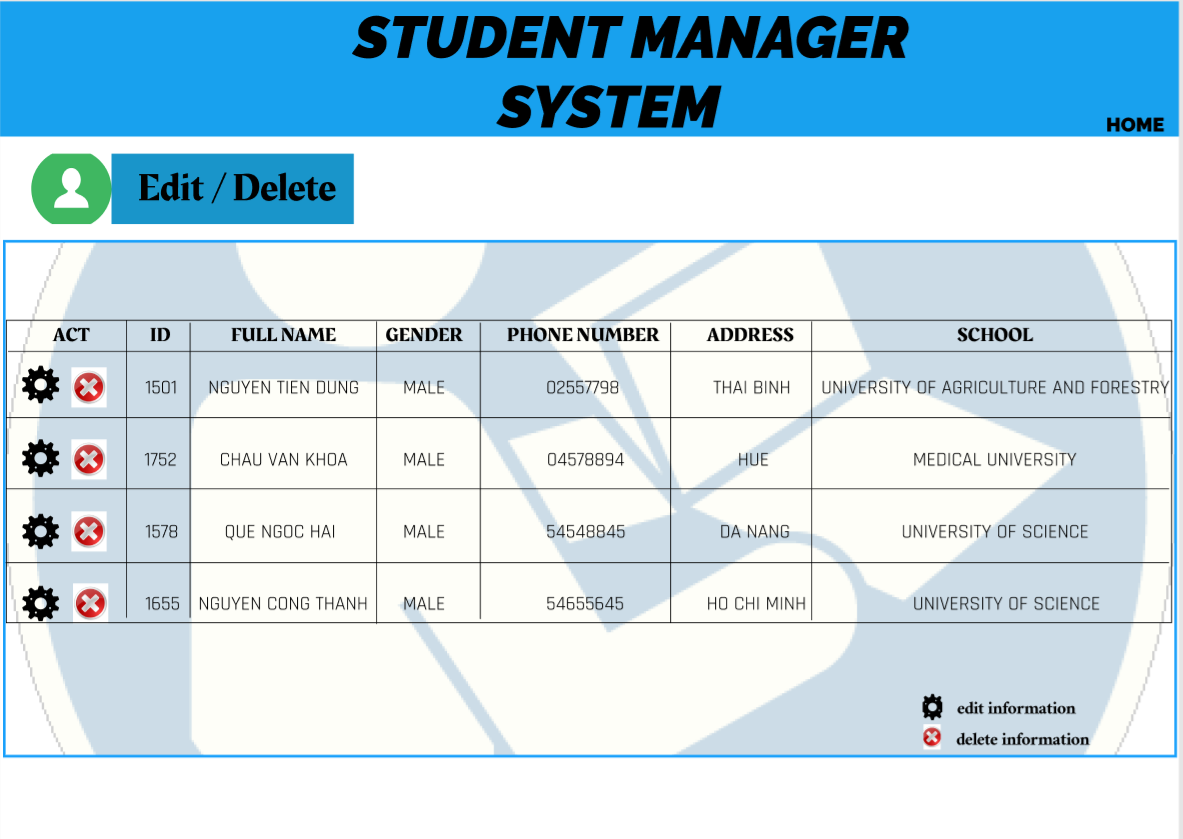 STUDENT MANAGER
SYSTEM
HOME
Edit / Delete
ACT ID FULL NAME GENDER PHONE NUMBER ADDRESS SCHOOL
1501 NGUYEN TIEN DUNG MALE 02557798 THAI BINH UNIVERSITY OF AGRICULTURE AND FORESTRY
1752 CHAU VAN KHOA MALE 04578894 HUE MEDICAL UNIVERSITY
1578 QUE NGOC HAI MALE 54548845 DA NANG UNIVERSITY OF SCIENCE
1655 NGUYEN CONG THANH MALE 54655645 HO CHI MINH UNIVERSITY OF SCIENCE
edit information
delete information